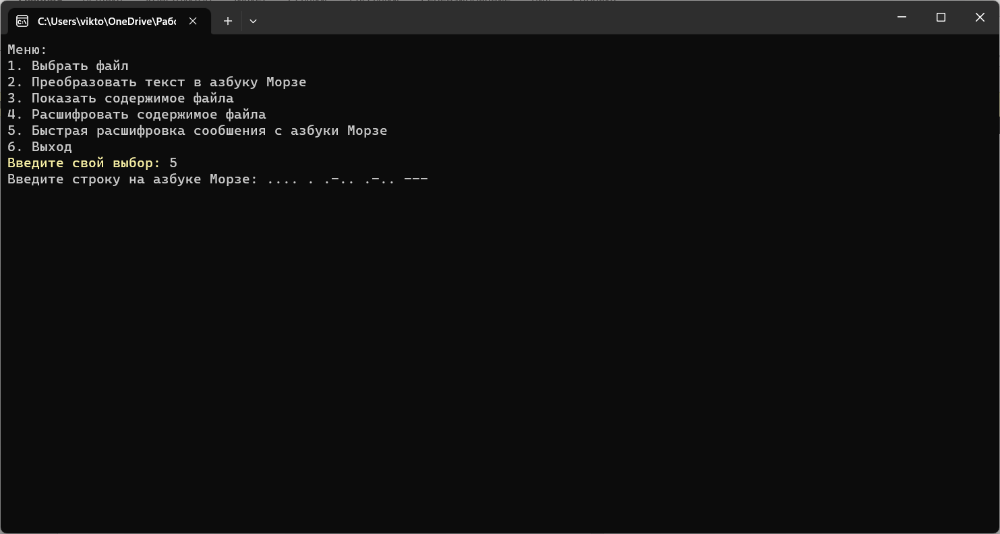 C:\Users\vikto\OneDrive\Рабо
Меню:
1. Выбрать файл
2. Преобразовать текст в азбуку Морзе
3. Показать содержимое файла
4. Расшифровать содержимое файла
5. Быстрая расшифровка сообшения с азбуки Морзе
6. Выход
Введите свой выбор: 5
Введите строку на азбуке Морзе: .... . .-.. .-.. ---